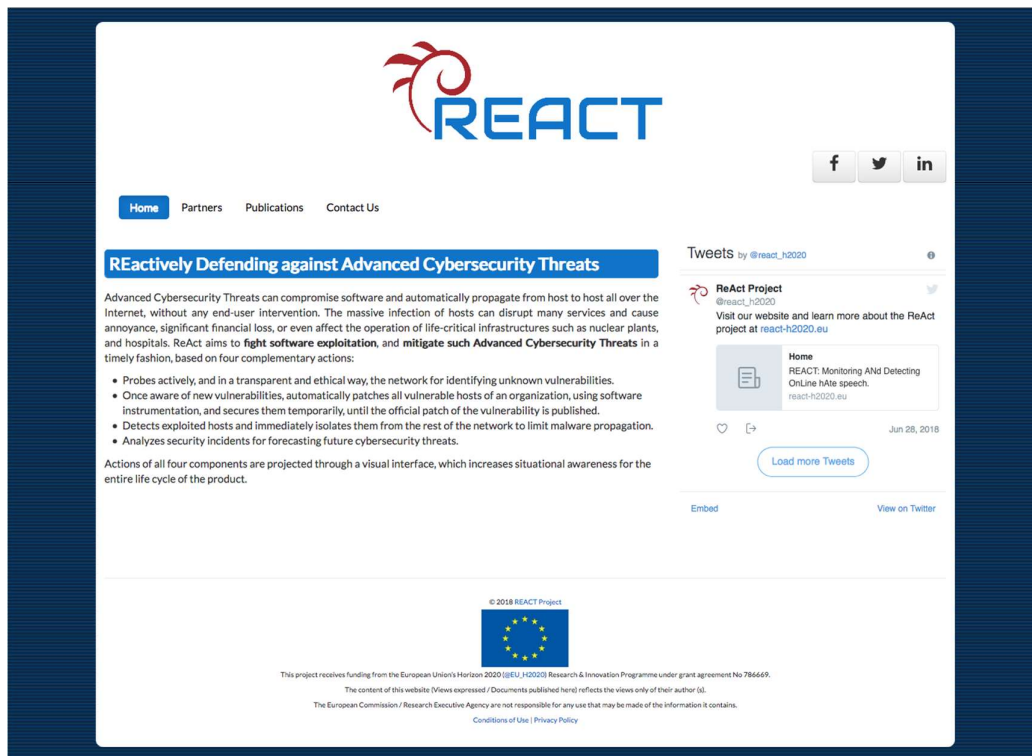 REACT
Home Partners Publications Contact Us
REactively Defending against Advanced Cybersecurity Threats
Advanced Cybersecurity Threats can compromise software and automatically propagate from host to host all over the
Internet, without any end-user intervention. The massive infection of hosts can disrupt many services and cause
annoyance, significant financial loss, or even affect the operation of life-critical infrastructures such as nuclear plants,
and hospitals. ReAct aims to fight software exploitation, and mitigate such Advanced Cybersecurity Threats in a
timely fashion, based on four complementary actions:
• Probes actively, and in a transparent and ethical way, the network for identifying unknown vulnerabilities.
• Once aware of new vulnerabilities, automatically patches all vulnerable hosts of an organization, using software
instrumentation, and secures them temporarily, until the official patch of the vulnerability is published.
• Detects exploited hosts and immediately isolates them from the rest of the network to limit malware propagation.
• Analyzes security incidents for forecasting future cybersecurity threats.
Actions of all four components are projected through a visual interface, which increases situational awareness for the
entire life cycle of the product.
Tweets by @react_h2020
ReAct Project
@react_h2020
Visit our website and learn more about the ReAct
project at react-h2020.eu
Home
REACT: Monitoring ANd Detecting
OnLine hAte speech.
react-h2020.eu
Jun 28, 2018
Load more Tweets
Embed View on Twitter
© 2018 REACT Project
This project receives funding from the European Union's Horizon 2020 (@EU_H2020) Research & Innovation Programme under grant agreement No 786669.
The content of this website (Views expressed / Documents published here) reflects the views only of their author (s).
The European Commission / Research Executive Agency are not responsible for any use that may be made of the information it contains.
Conditions of Use | Privacy Policy